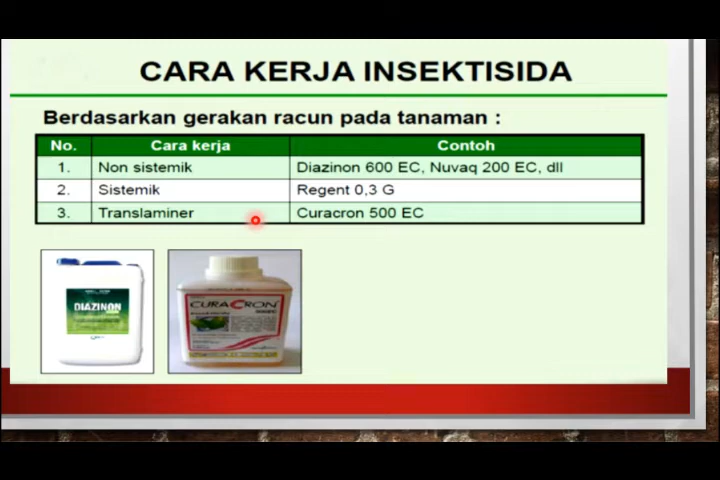 CARA KERJA INSEKTISIDA
Berdasarkan gerakan racun pada tanaman :
No. Cara kerja Contoh
1. Non sistemik Diazinon 600 EC, Nuvaq 200 EC, dll
2. Sistemik Regent 0,3 G
3. Translaminer Curacron 500 EC
DIAZINON
CURACRON